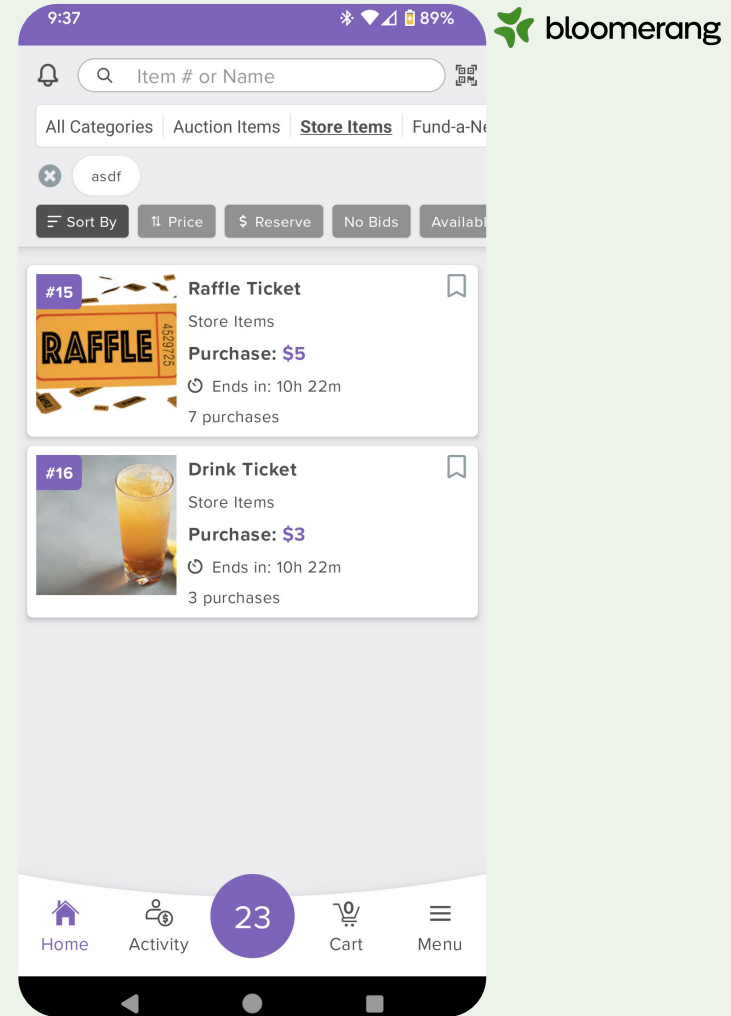 9:37 89%
bloomerang
Item # or Name
All Categories Auction Items Store Items Fund-a-Ne
asdf
Sort By Price $ Reserve No Bids Availabl
#15
Raffle Ticket
Store Items
RAFFLE 4529725
Purchase: $5
Ends in: 10h 22m
7 purchases
#16
Drink Ticket
Store Items
Purchase: $3
Ends in: 10h 22m
3 purchases
23
0
Home Activity Cart Menu